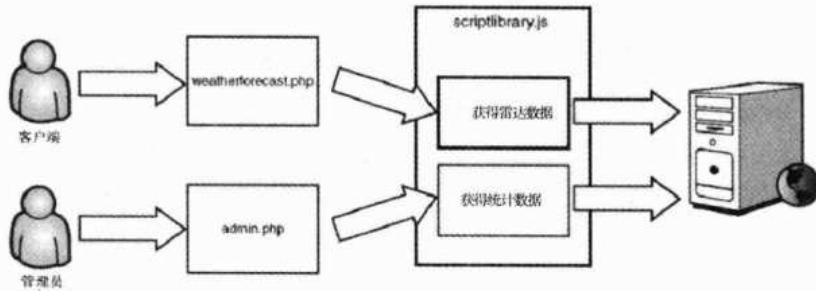 scriptlibrary.js
weatherforecast.php
获得雷达数据
客户端
admin.php
获得统计数据
管理员